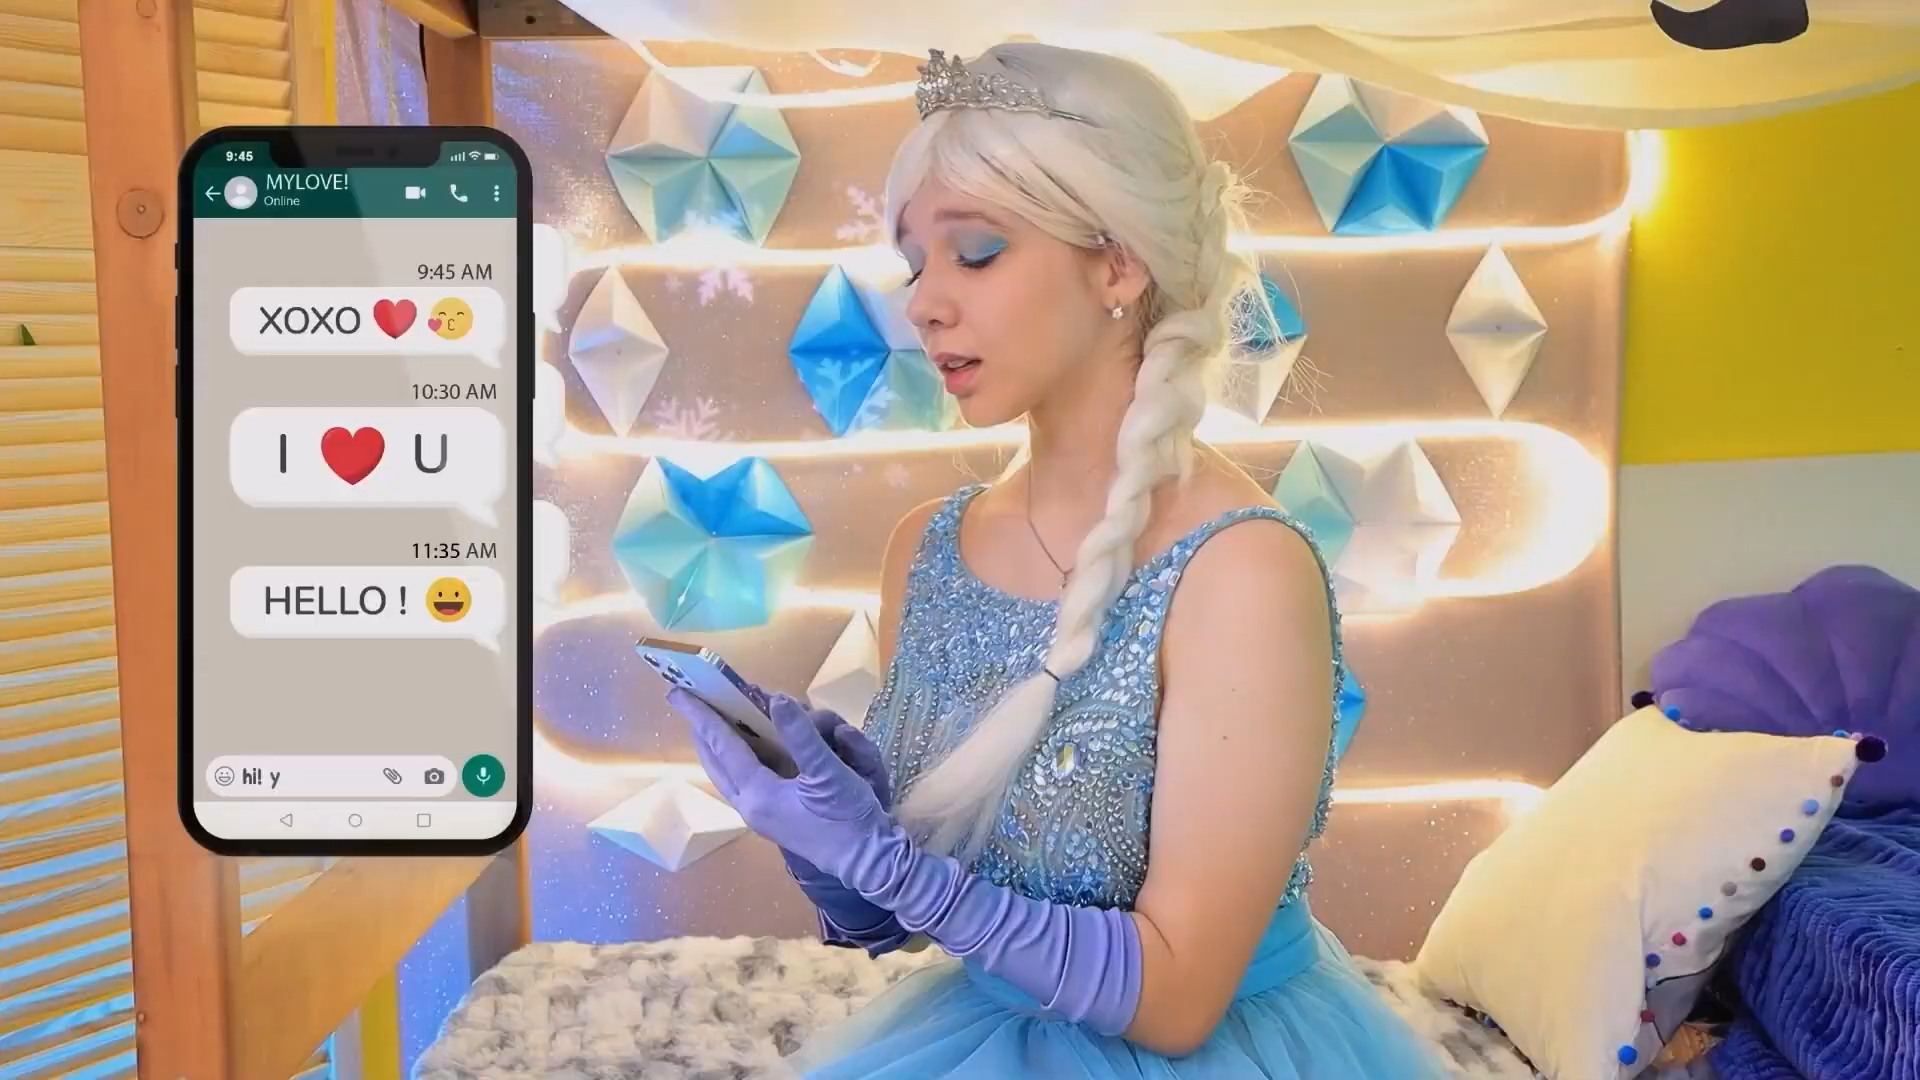 9:45
MYLOVE!
Online
9:45 AM
XOXO ❤️ 😚
10:30 AM
I ❤️ U
11:35 AM
HELLO ! 😃
hi! y